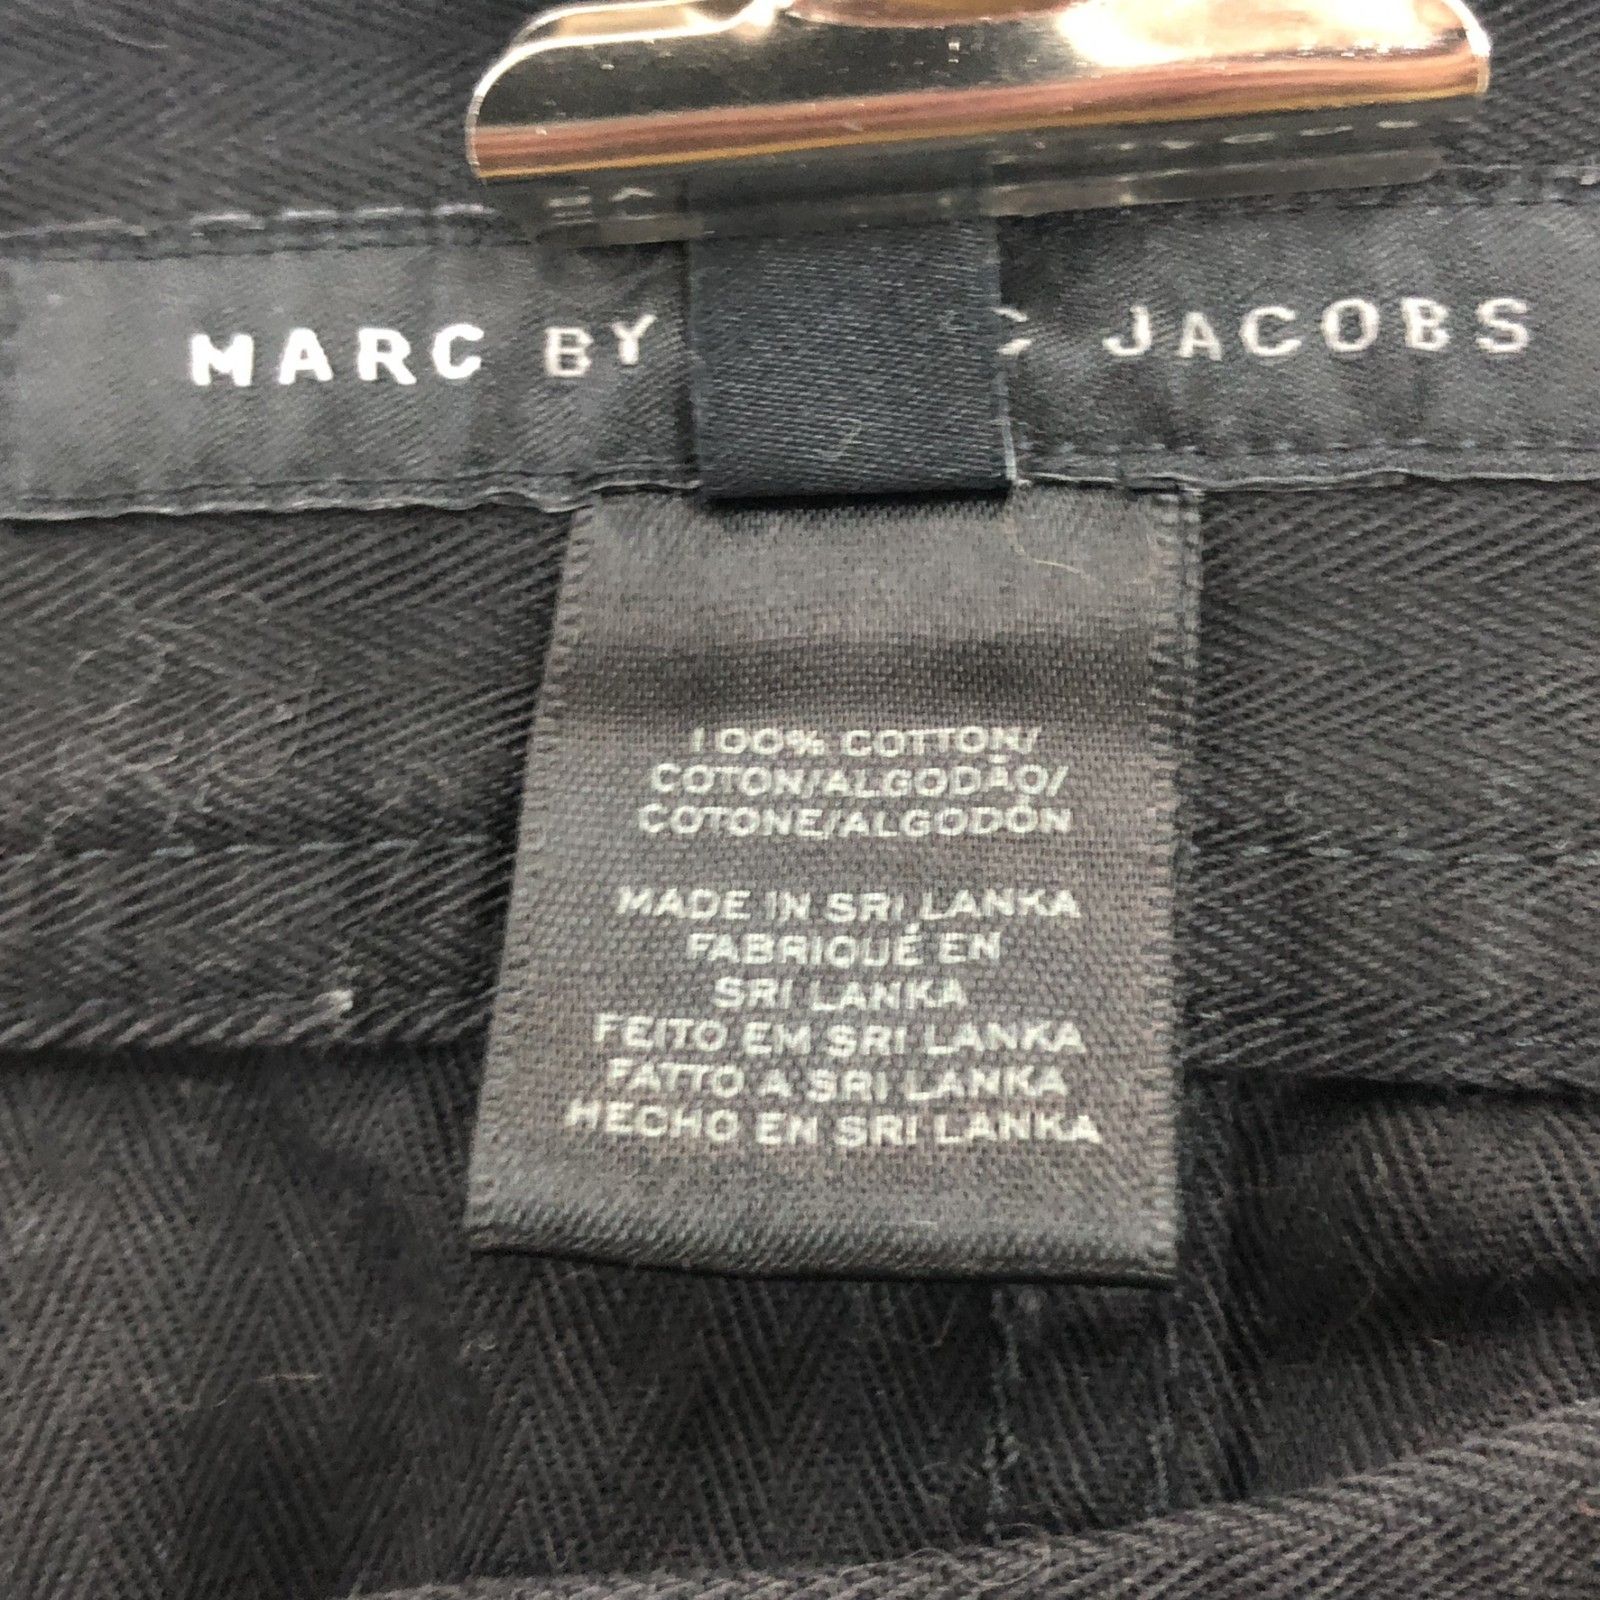 MARC BY C JACOBS
100% COTTON/
COTON/ALGODÃO/
COTONE/ALGODÓN
MADE IN SRI LANKA
FABRIQUÉ EN
SRI LANKA
FEITO EM SRI LANKA
FATTO A SRI LANKA
HECHO EN SRI LANKA